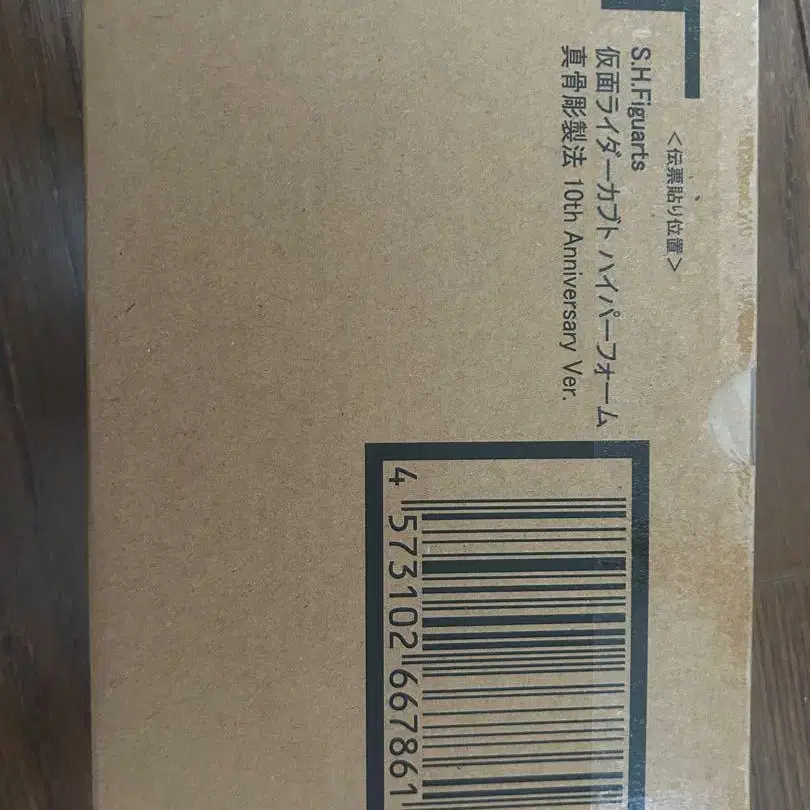 <伝票貼り位置>
S.H.Figuarts
仮面ライダーカブト ハイパーフォーム
真骨彫製法 10th Anniversary Ver.
4 573102 667861